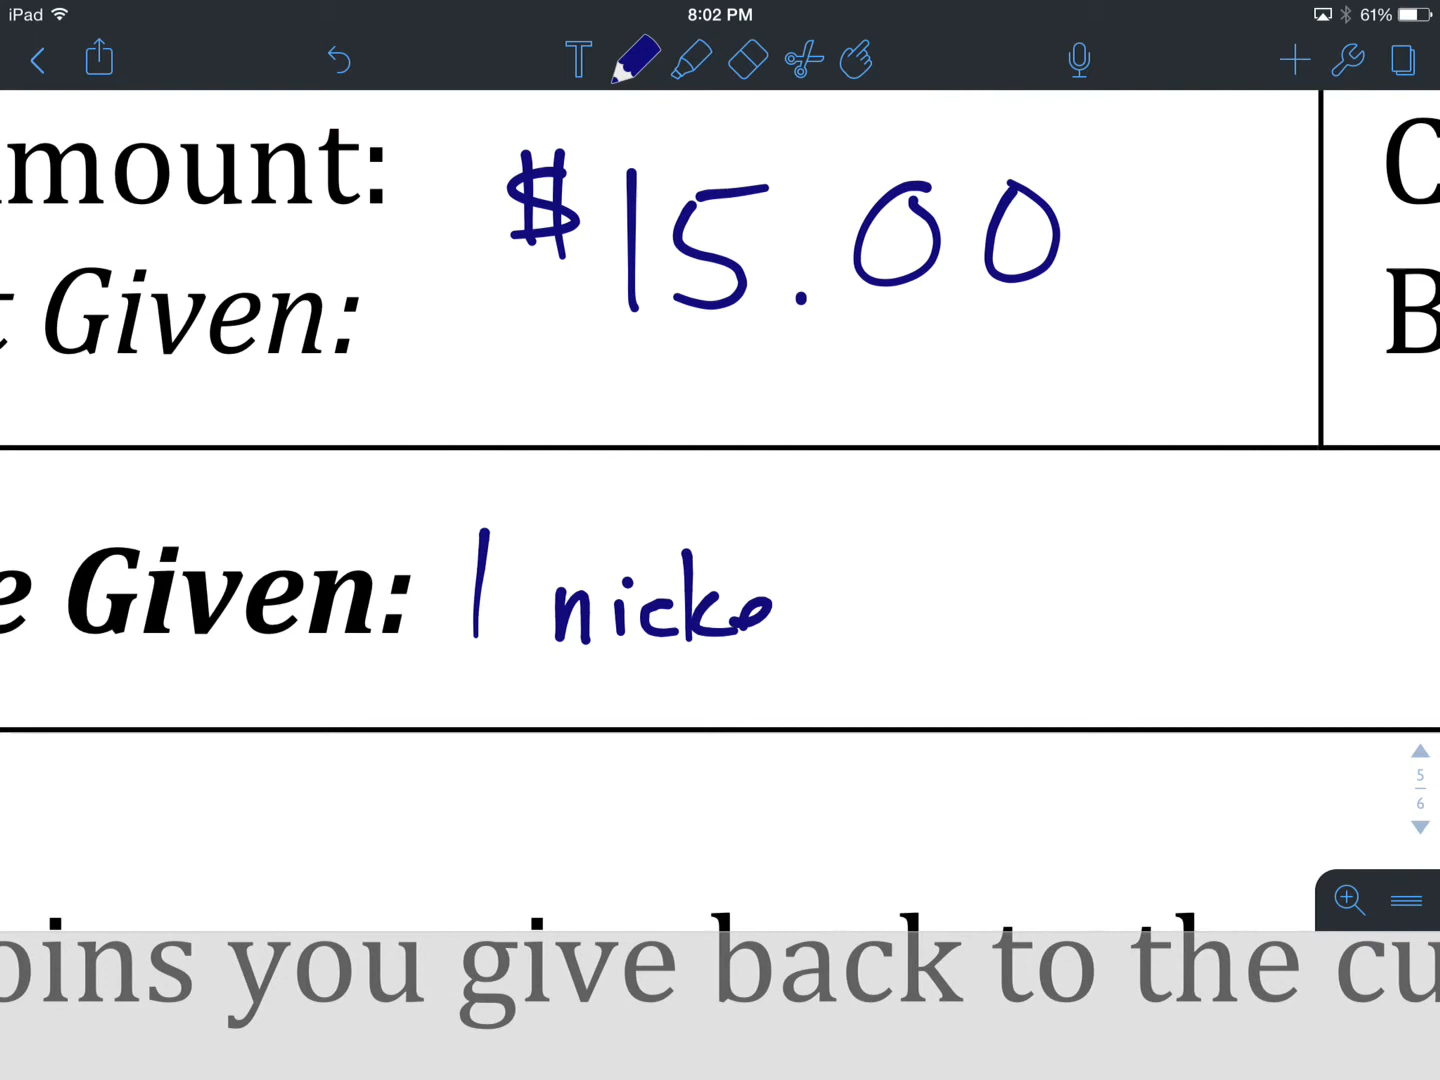 iPad 8:02 PM 61%
T
mount: $15.00 C
t Given: B
e Given: 1 nicke
5
6
oins you give back to the cu